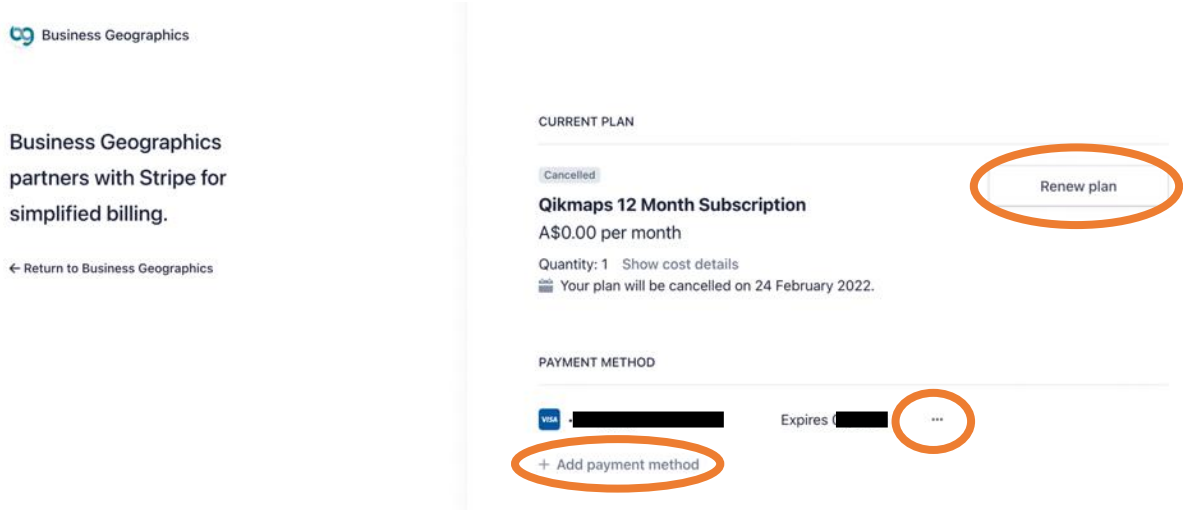 Business Geographics
Business Geographics
partners with Stripe for
simplified billing.
← Return to Business Geographics
CURRENT PLAN
Cancelled
Renew plan
Qikmaps 12 Month Subscription
A$0.00 per month
Quantity: 1 Show cost details
Your plan will be cancelled on 24 February 2022.
PAYMENT METHOD
VISA Expires
+ Add payment method